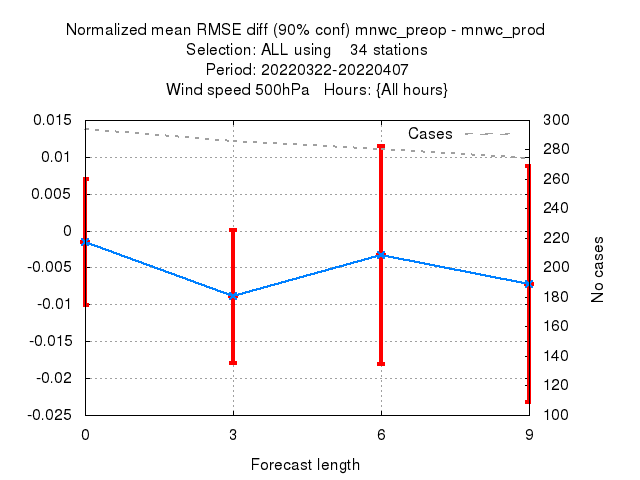 Normalized mean RMSE diff (90% conf) mnwc_preop - mnwc_prod
Selection: ALL using    34 stations
Period: 20220322-20220407
Wind speed 500hPa   Hours: {All hours}
0.015
0.01
0.005
0
-0.005
-0.01
-0.015
-0.02
-0.025
Cases
300
280
260
240
220
200
180
160
140
120
100
No cases
0 3 6 9
Forecast length